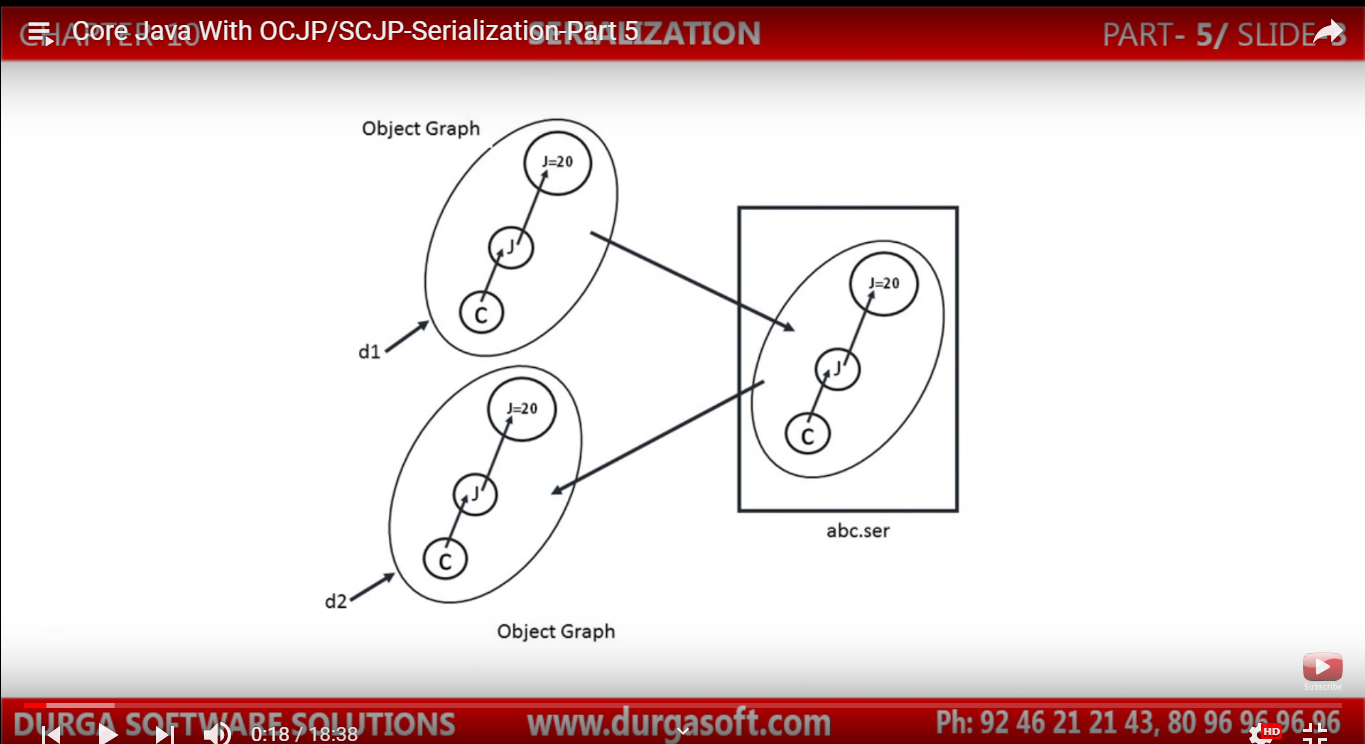 CHAPTER-10
Core Java With OCJP/SCJP-Serialization-Part 5
SERIALIZATION
PART- 5/ SLIDE-3
Object Graph
J=20
J
C
d1
J=20
J
C
abc.ser
J=20
J
C
d2
Object Graph
Subscribe
DURGA SOFTWARE SOLUTIONS
www.durgasoft.com
Ph: 92 46 21 21 43, 80 96 96 96 96
0:18 / 18:38
HD